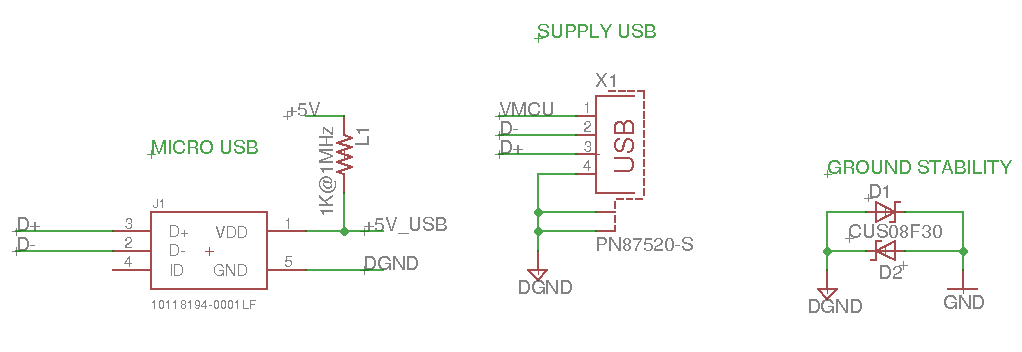 MICRO USB
+5V
L1
1K@1MHz
J1
D+
D-
3
2
4
D+
D-
ID
VDD
GND
1
5
+5V_USB
DGND
10118194-0001LF
SUPPLY USB
X1
VMCU
D-
D+
1
2
3
4
USB
PN87520-S
DGND
GROUND STABILITY
D1
CUS08F30
D2
DGND
GND